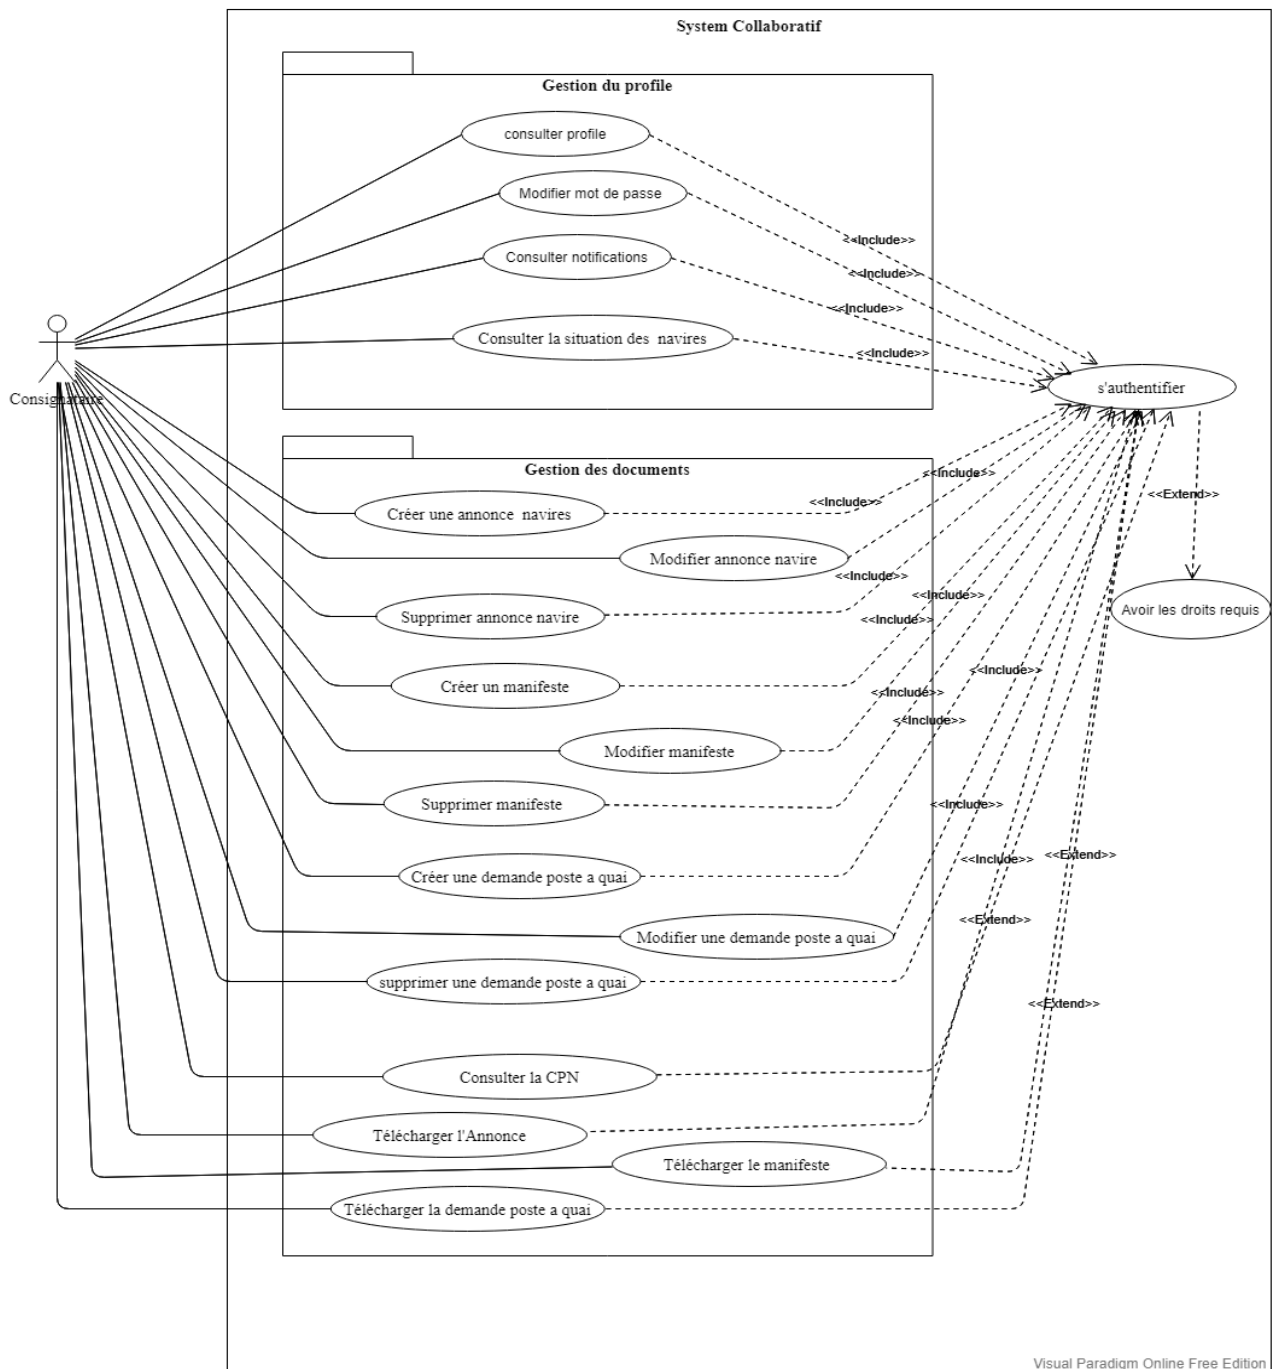 System Collaboratif
Gestion du profile
consulter profile
Modifier mot de passe
<<Include>>
Consulter notifications
<<Include>>
<<Include>>
Consulter la situation des  navires
<<Include>>
s'authentifier
Consignataire
Gestion des documents
<<Include>>
<<Extend>>
<<Include>>
Créer une annonce  navires
Modifier annonce navire
<<Include>>
<<Include>>
Avoir les droits requis
Supprimer annonce navire
<<Include>>
<<Include>>
Créer un manifeste
<<Include>>
<<Include>>
Modifier manifeste
Supprimer manifeste
<<Include>>
<<Include>>
<<Extend>>
Créer une demande poste a quai
<<Extend>>
Modifier une demande poste a quai
supprimer une demande poste a quai
<<Extend>>
Consulter la CPN
Télécharger l'Annonce
Télécharger le manifeste
Télécharger la demande poste a quai
Visual Paradigm Online Free Edition